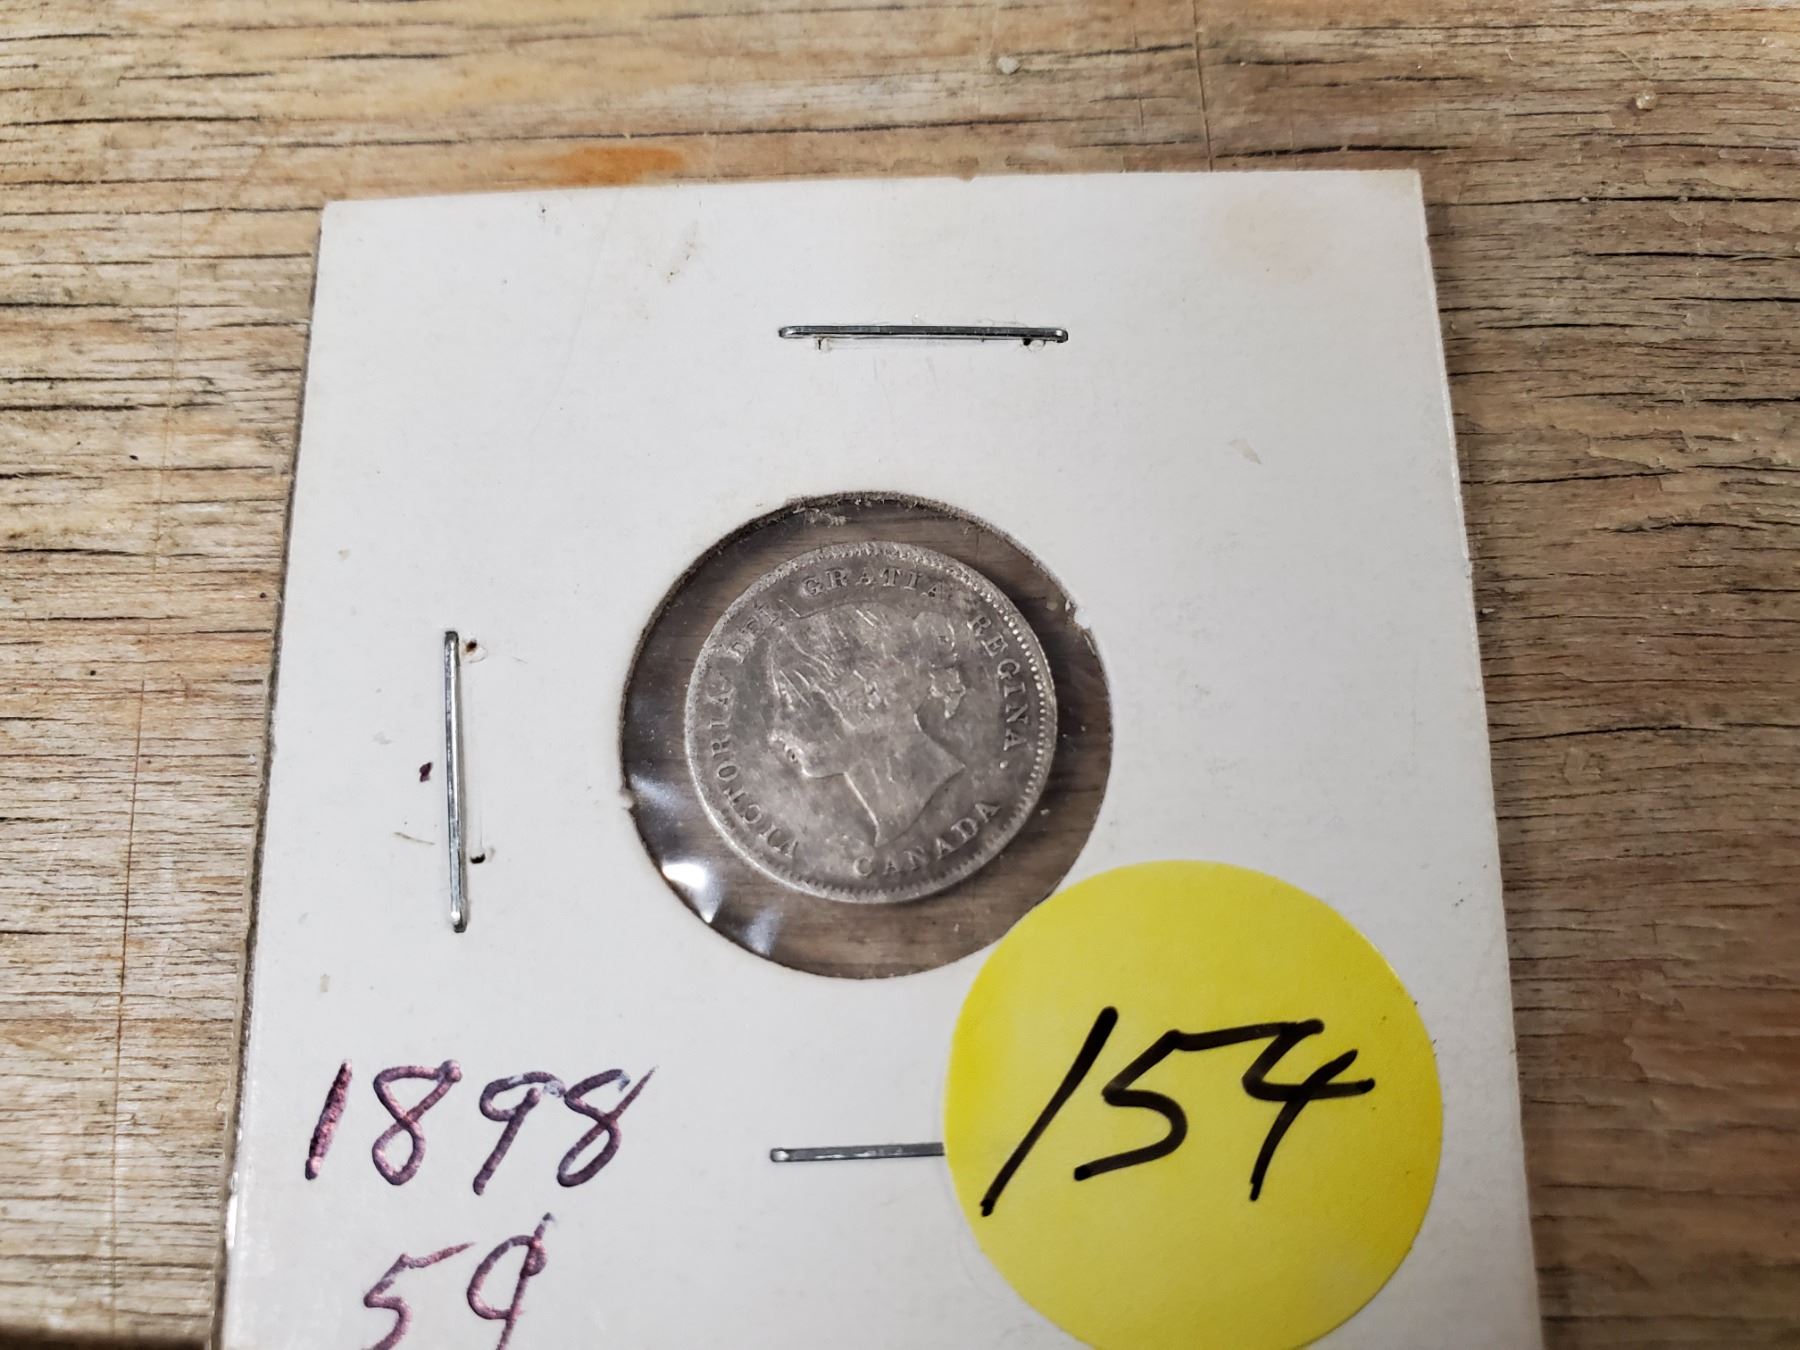 VICTORIA DEI GRATIA REGINA.
CANADA
1898
5¢
154